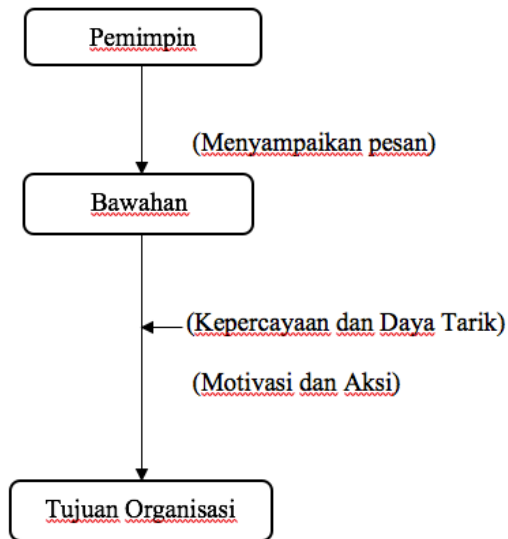 Pemimpin
(Menyampaikan pesan)
Bawahan
(Kepercayaan dan Daya Tarik)
(Motivasi dan Aksi)
Tujuan Organisasi